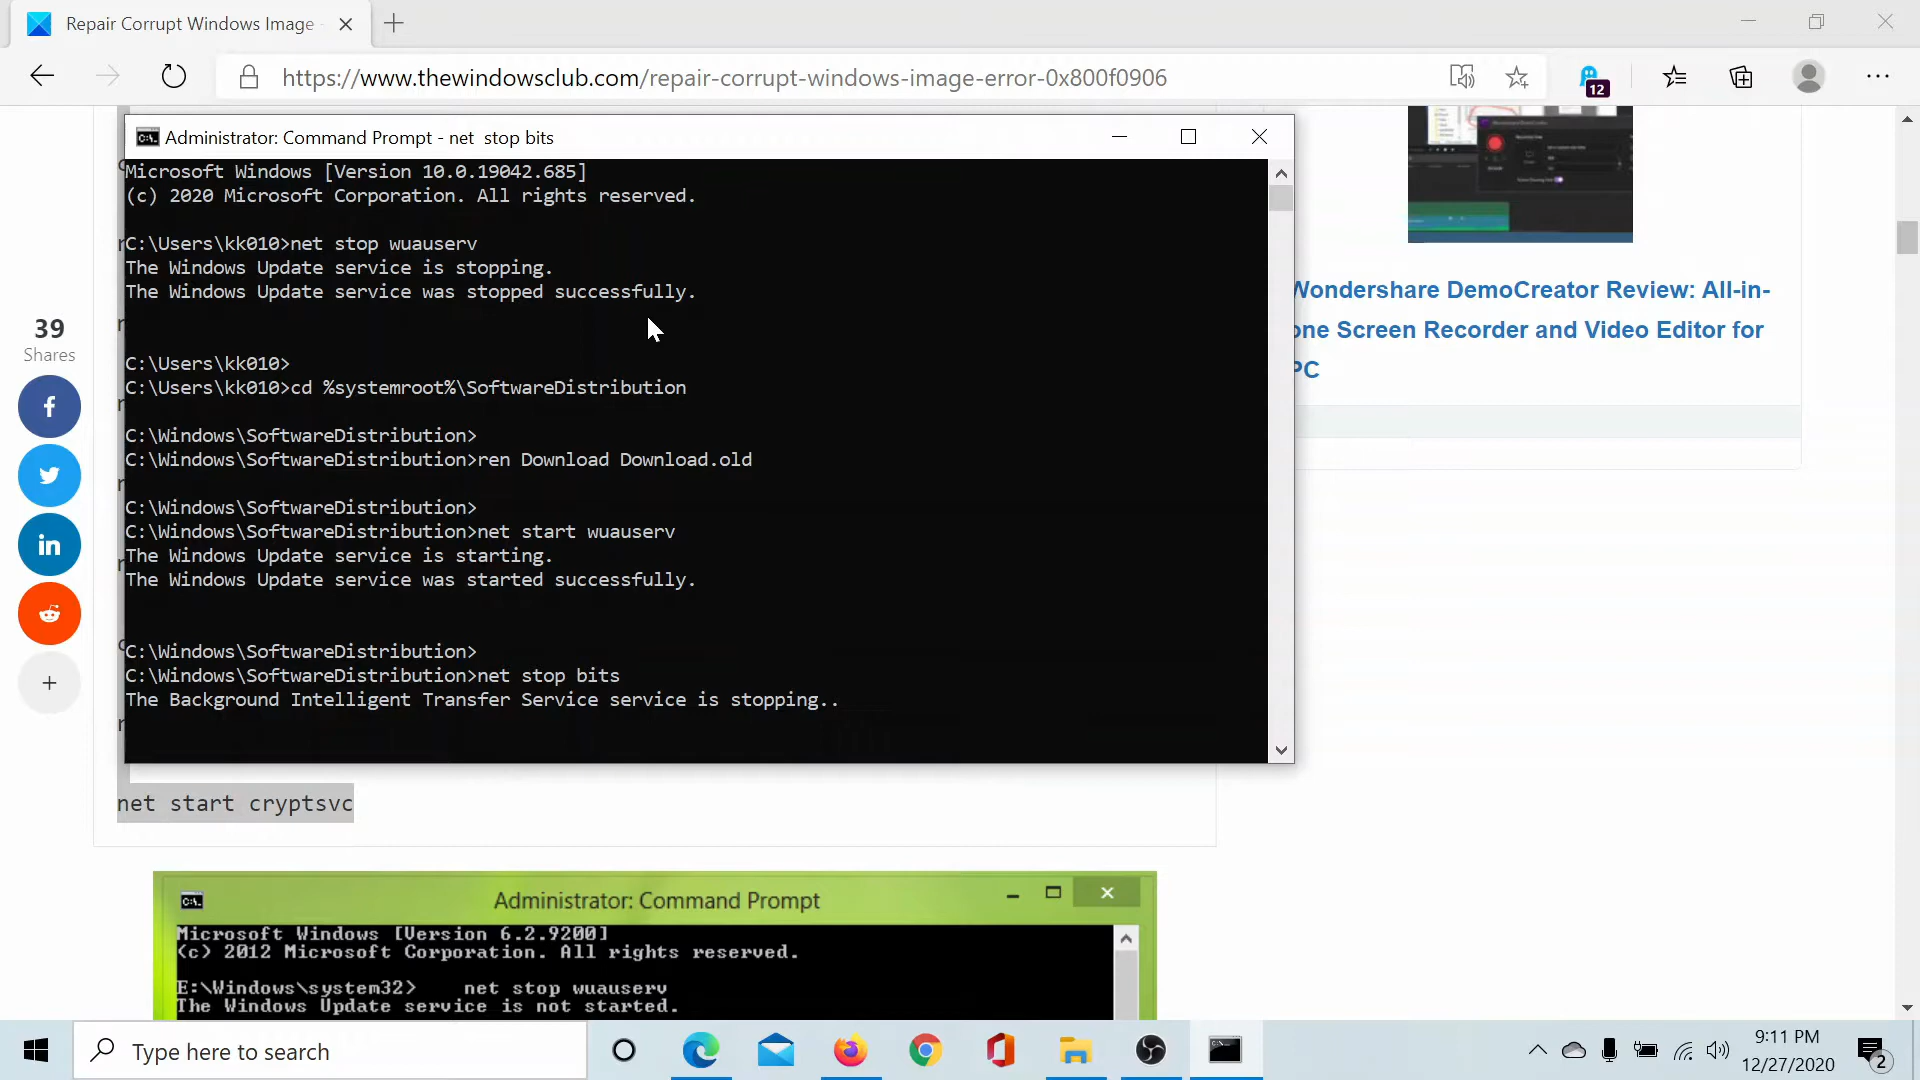 Repair Corrupt Windows Image
https://www.thewindowsclub.com/repair-corrupt-windows-image-error-0x800f0906
12
Administrator: Command Prompt - net  stop bits
Microsoft Windows [Version 10.0.19042.685]
(c) 2020 Microsoft Corporation. All rights reserved.
C:\Users\kk010>net stop wuauserv
The Windows Update service is stopping.
The Windows Update service was stopped successfully.
C:\Users\kk010>
C:\Users\kk010>cd %systemroot%\SoftwareDistribution
C:\Windows\SoftwareDistribution>
C:\Windows\SoftwareDistribution>ren Download Download.old
C:\Windows\SoftwareDistribution>
C:\Windows\SoftwareDistribution>net start wuauserv
The Windows Update service is starting.
The Windows Update service was started successfully.
C:\Windows\SoftwareDistribution>
C:\Windows\SoftwareDistribution>net stop bits
The Background Intelligent Transfer Service service is stopping..
39
Shares
Wondershare DemoCreator Review: All-in-
one Screen Recorder and Video Editor for
PC
net start cryptsvc
Administrator: Command Prompt
Microsoft Windows [Version 6.2.9200]
(c) 2012 Microsoft Corporation. All rights reserved.
E:\Windows\system32>    net stop wuauserv
The Windows Update service is not started.
Type here to search
9:11 PM
12/27/2020
2